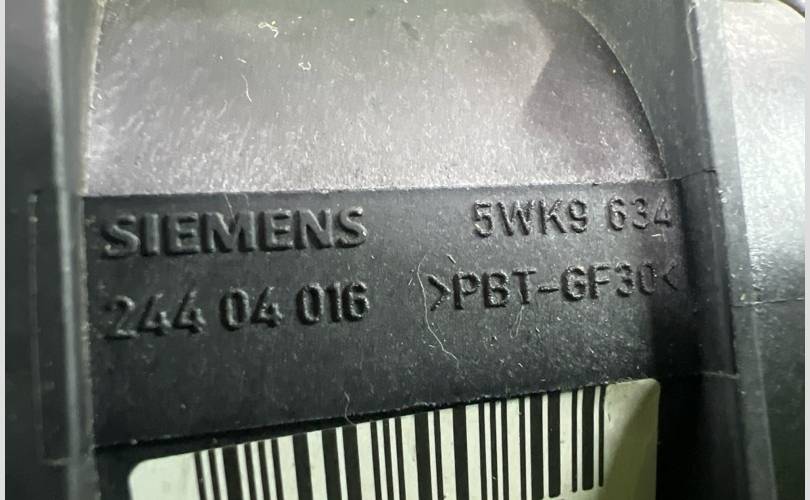 SIEMENS 5WK9 634
244 04 016 >PBT-GF30<